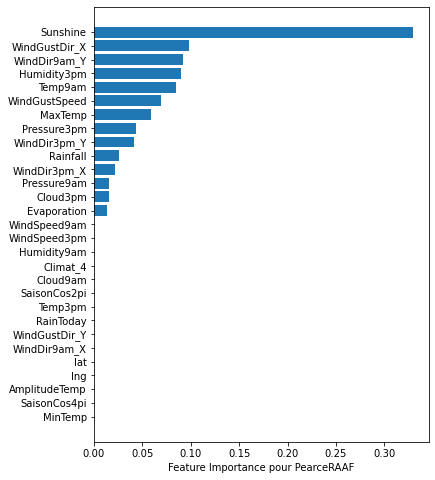 Sunshine
WindGustDir_X
WindDir9am_Y
Humidity3pm
Temp9am
WindGustSpeed
MaxTemp
Pressure3pm
WindDir3pm_Y
Rainfall
WindDir3pm_X
Pressure9am
Cloud3pm
Evaporation
WindSpeed9am
WindSpeed3pm
Humidity9am
Climat_4
Cloud9am
SaisonCos2pi
Temp3pm
RainToday
WindGustDir_Y
WindDir9am_X
lat
lng
AmplitudeTemp
SaisonCos4pi
MinTemp
0.00 0.05 0.10 0.15 0.20 0.25 0.30
Feature Importance pour PearceRAAF